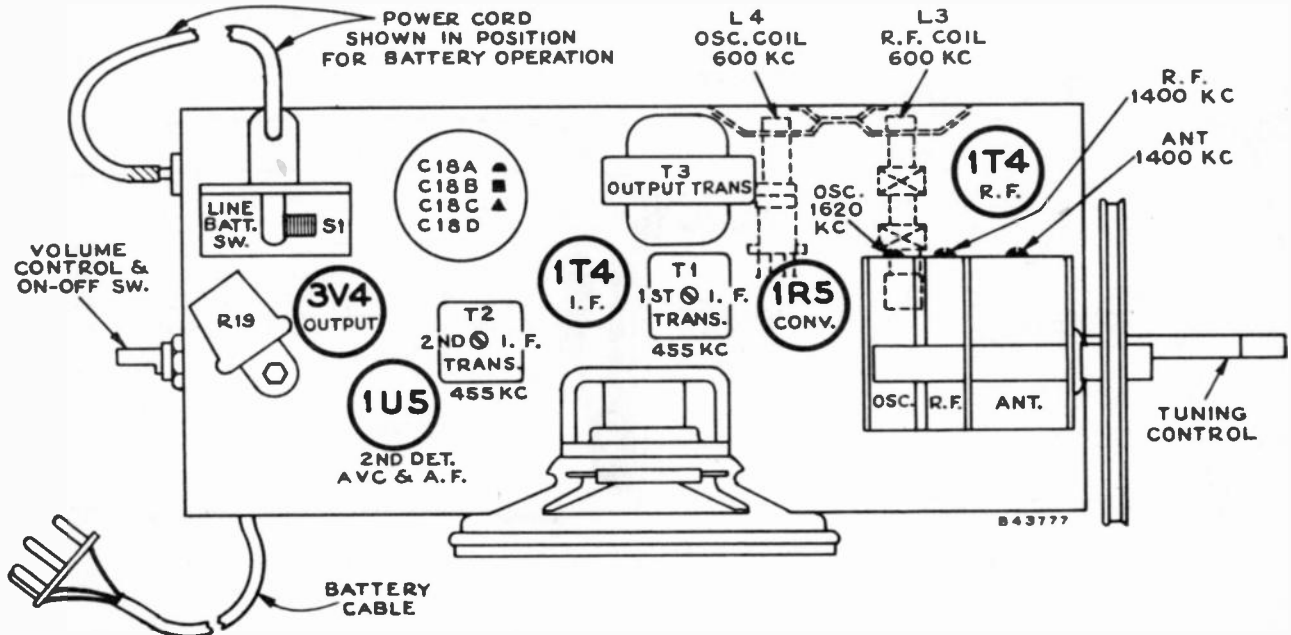 POWER CORD
SHOWN IN POSITION
FOR BATTERY OPERATION
L4
OSC. COIL
600 KC
L3
R.F. COIL
600 KC
R.F.
1400 KC
ANT
1400 KC
C18A
C18B
C18C
C18D
T3
OUTPUT TRANS
1T4
R.F.
OSC.
1620
KC
LINE
BATT.
SW.
S1
VOLUME
CONTROL &
ON-OFF SW.
R19
3V4
OUTPUT
T2
2ND I.F.
TRANS.
455 KC
1T4
I.F.
T1
1ST I.F.
TRANS.
455 KC
1R5
CONV.
1U5
2ND DET.
AVC & A.F.
OSC.
R.F.
ANT.
TUNING
CONTROL
B43777
BATTERY
CABLE